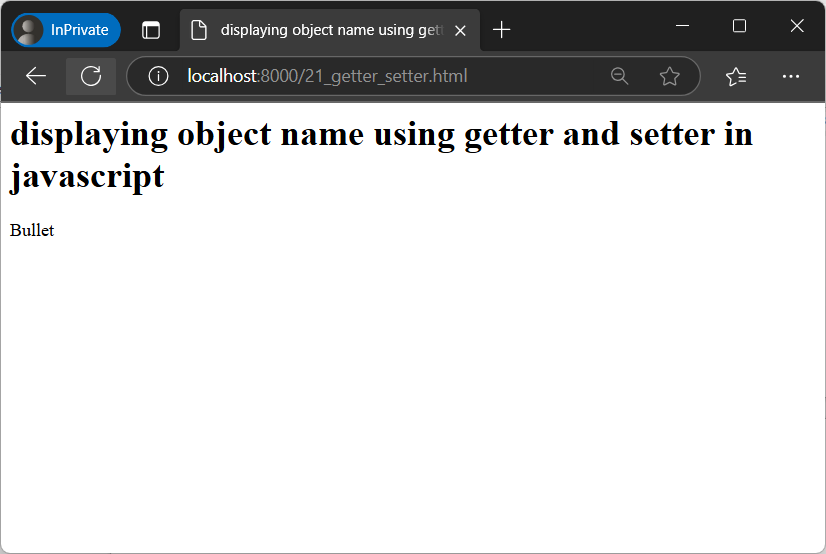 InPrivate
displaying object name using get
localhost:8000/21_getter_setter.html
displaying object name using getter and setter in
javascript
Bullet